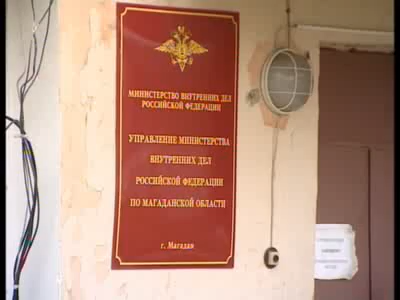 МИНИСТЕРСТВО ВНУТРЕННИХ ДЕЛ
РОССИЙСКОЙ ФЕДЕРАЦИИ
УПРАВЛЕНИЕ МИНИСТЕРСТВА
ВНУТРЕННИХ ДЕЛ
РОССИЙСКОЙ ФЕДЕРАЦИИ
ПО МАГАДАНСКОЙ ОБЛАСТИ
г. Магадан